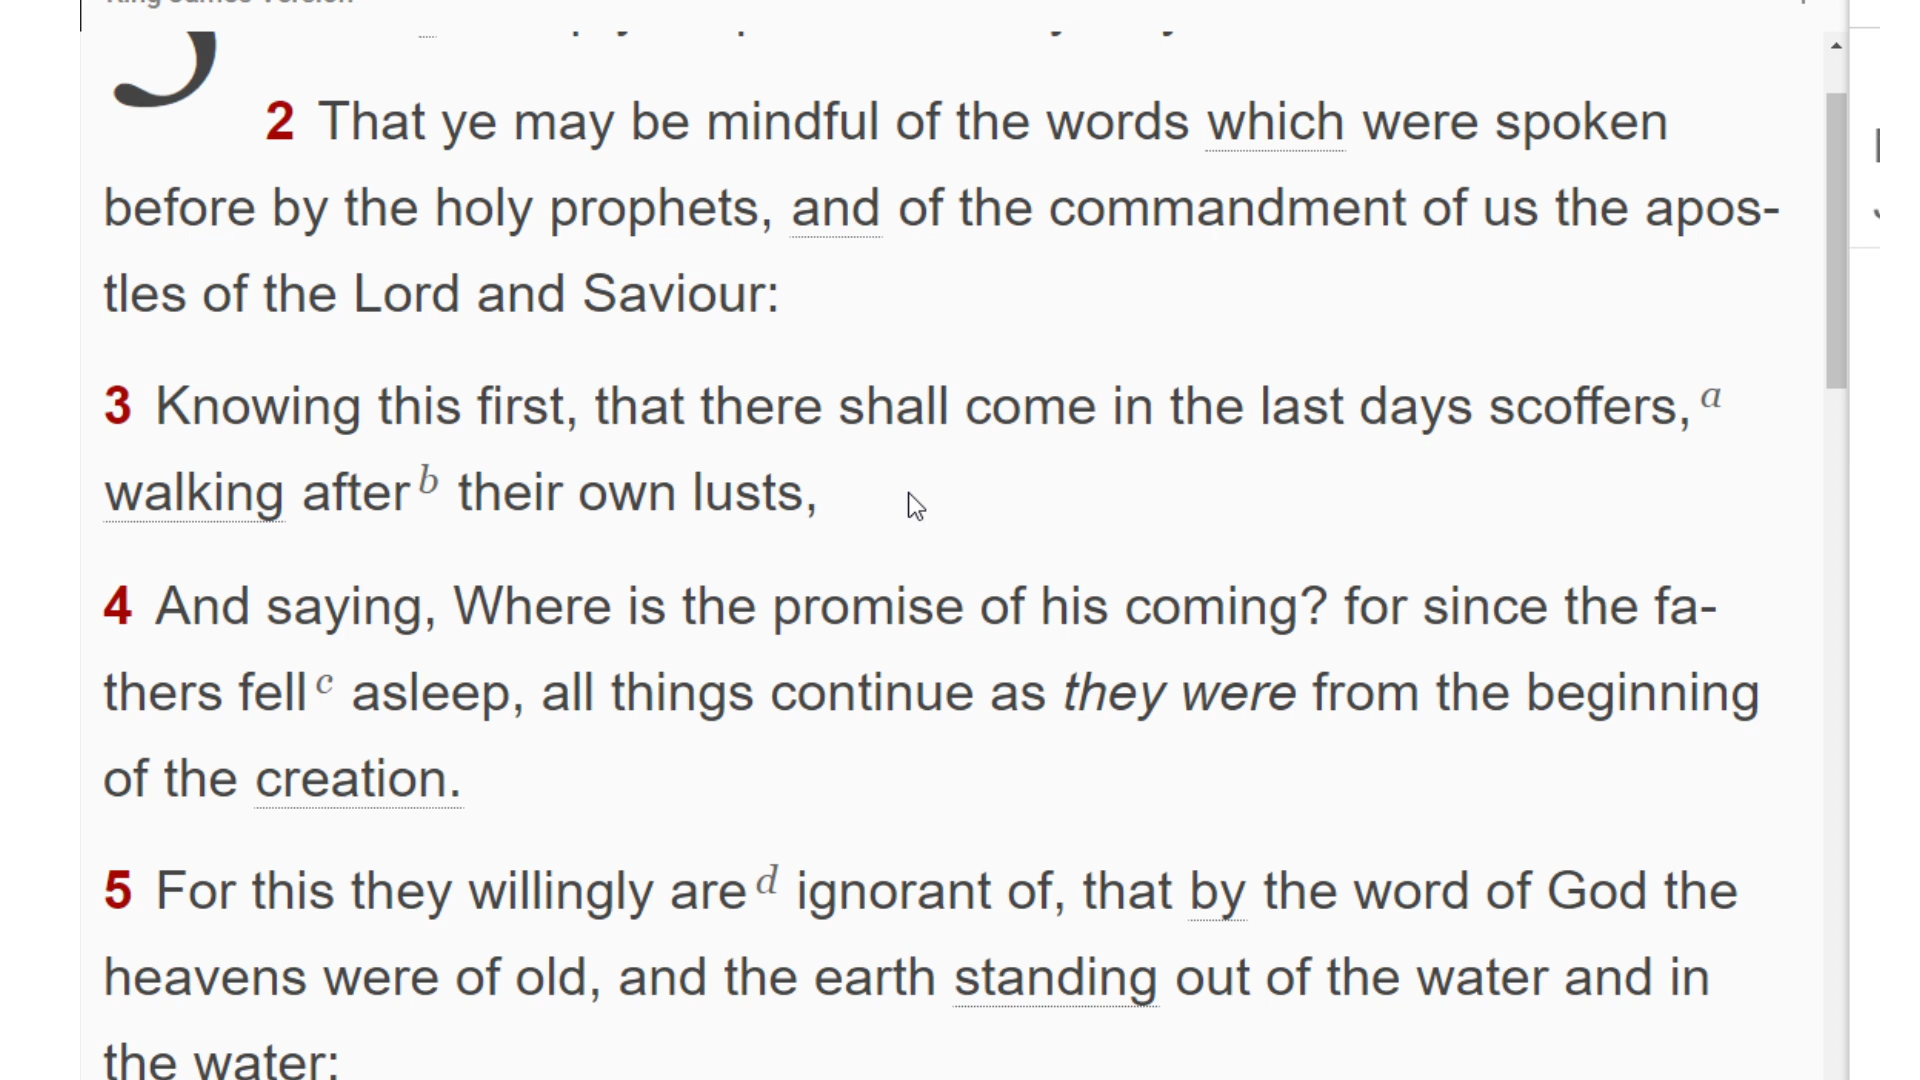 King James Version
3
2 That ye may be mindful of the words which were spoken
before by the holy prophets, and of the commandment of us the apos-
tles of the Lord and Saviour:
3 Knowing this first, that there shall come in the last days scoffers, a
walking after b their own lusts,
4 And saying, Where is the promise of his coming? for since the fa-
thers fell c asleep, all things continue as they were from the beginning
of the creation.
5 For this they willingly are d ignorant of, that by the word of God the
heavens were of old, and the earth standing out of the water and in
the water: